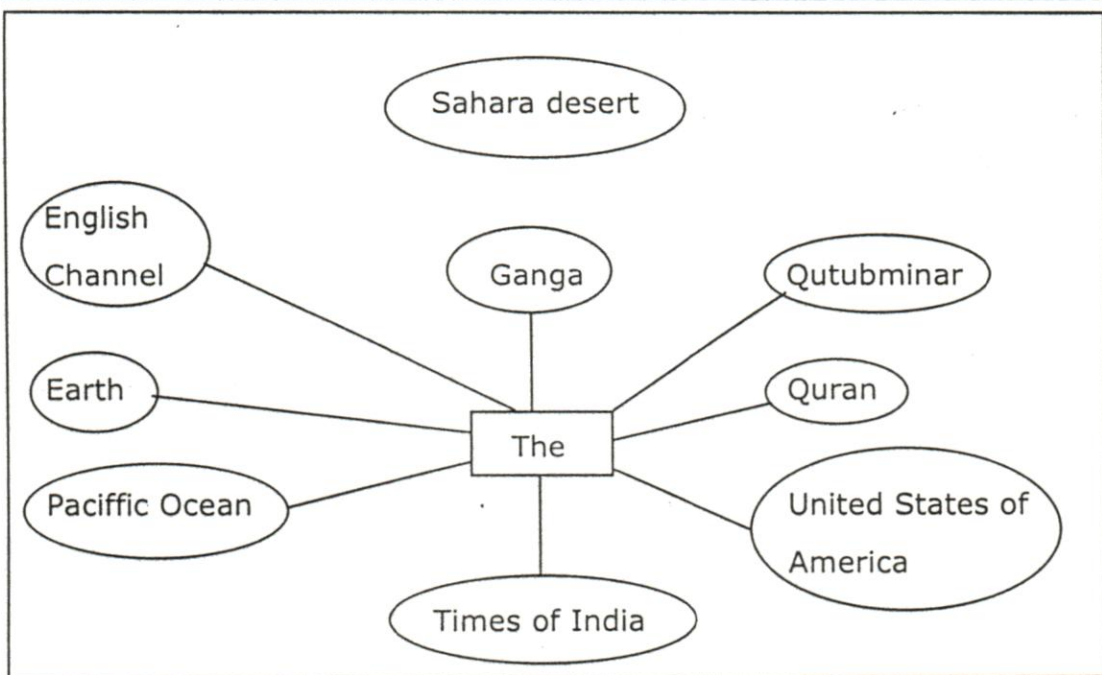 Sahara desert
English
Channel
Ganga
Qutubminar
Earth
Quran
The
Paciffic Ocean
United States of
America
Times of India